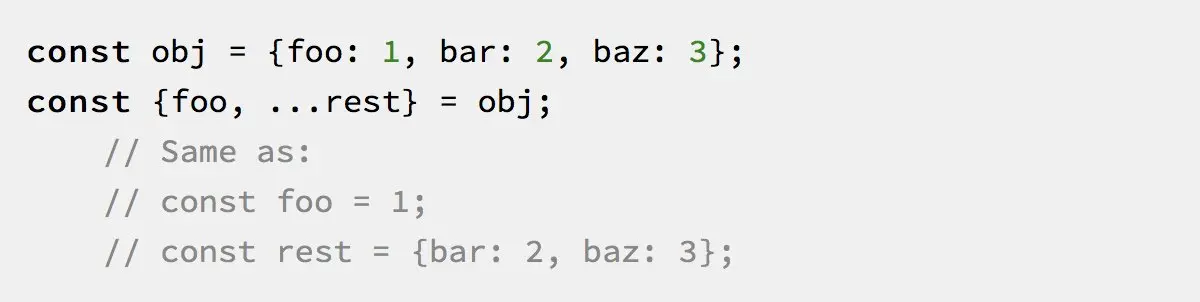 const obj = {foo: 1, bar: 2, baz: 3};
const {foo, ...rest} = obj;
    // Same as:
    // const foo = 1;
    // const rest = {bar: 2, baz: 3};